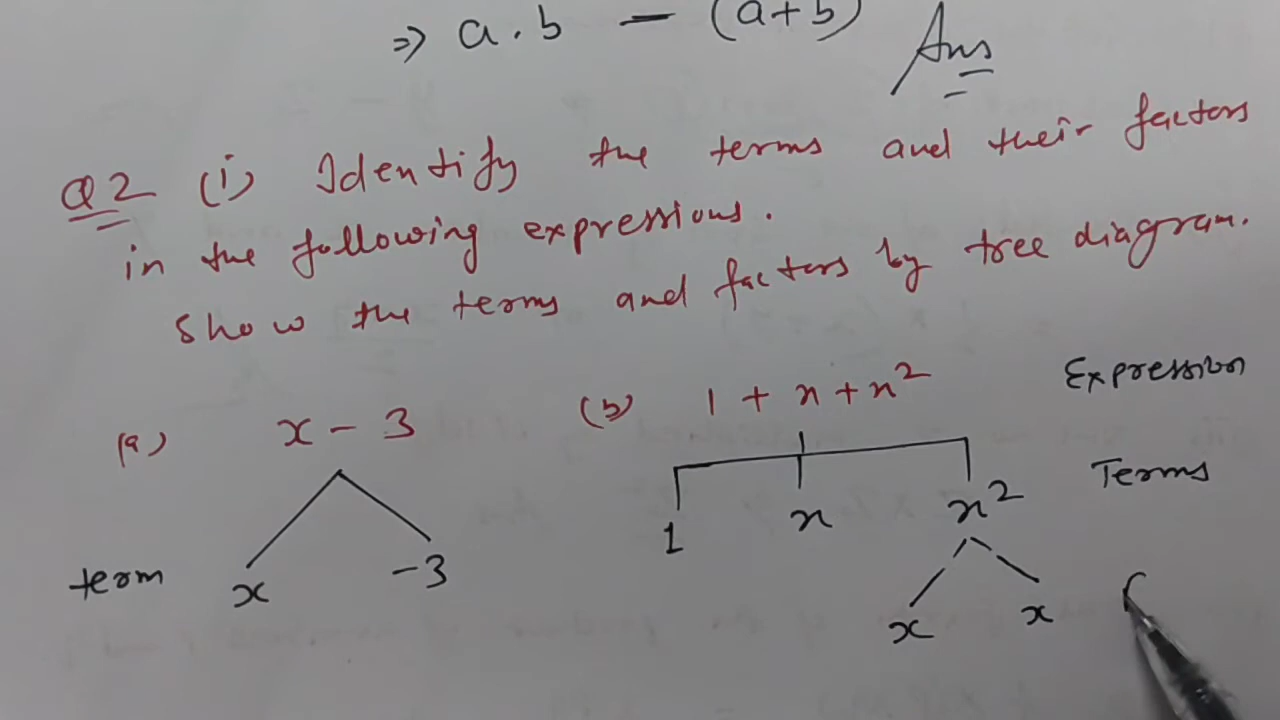 ⇒ a . b — (a+b) Ans
Q2 (i) Identify the terms and their factors
in the following expressions.
Show the terms and factors by tree diagram.
(a) x - 3 (b) 1 + x + x² Expression
1 x x² Terms
term x -3
x x